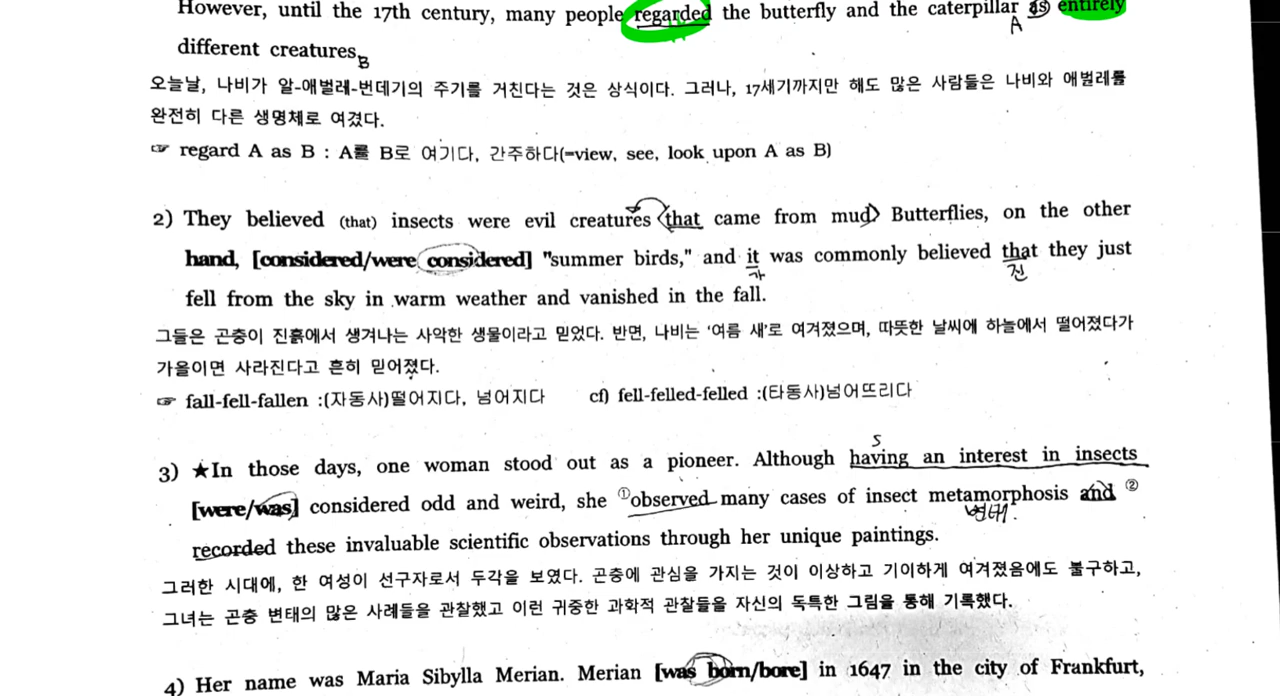 However, until the 17th century, many people regarded the butterfly and the caterpillar as entirely
A
different creatures
B
오늘날, 나비가 알-애벌레-번데기의 주기를 거친다는 것은 상식이다. 그러나, 17세기까지만 해도 많은 사람들은 나비와 애벌레를
완전히 다른 생명체로 여겼다.
☞ regard A as B : A를 B로 여기다, 간주하다(=view, see, look upon A as B)
2) They believed (that) insects were evil creatures that came from mud. Butterflies, on the other
hand, [considered/were considered] "summer birds," and it was commonly believed that they just
가 진
fell from the sky in warm weather and vanished in the fall.
그들은 곤충이 진흙에서 생겨나는 사악한 생물이라고 믿었다. 반면, 나비는 ‘여름 새’로 여겨졌으며, 따뜻한 날씨에 하늘에서 떨어졌다가
가을이면 사라진다고 흔히 믿어졌다.
☞ fall-fell-fallen :(자동사)떨어지다, 넘어지다 cf) fell-felled-felled :(타동사)넘어뜨리다
S
3) ★In those days, one woman stood out as a pioneer. Although having an interest in insects
[were/was] considered odd and weird, she ①observed many cases of insect metamorphosis and ②
변태
recorded these invaluable scientific observations through her unique paintings.
그러한 시대에, 한 여성이 선구자로서 두각을 보였다. 곤충에 관심을 가지는 것이 이상하고 기이하게 여겨졌음에도 불구하고,
그녀는 곤충 변태의 많은 사례들을 관찰했고 이런 귀중한 과학적 관찰들을 자신의 독특한 그림을 통해 기록했다.
4) Her name was Maria Sibylla Merian. Merian [was born/bore] in 1647 in the city of Frankfurt,